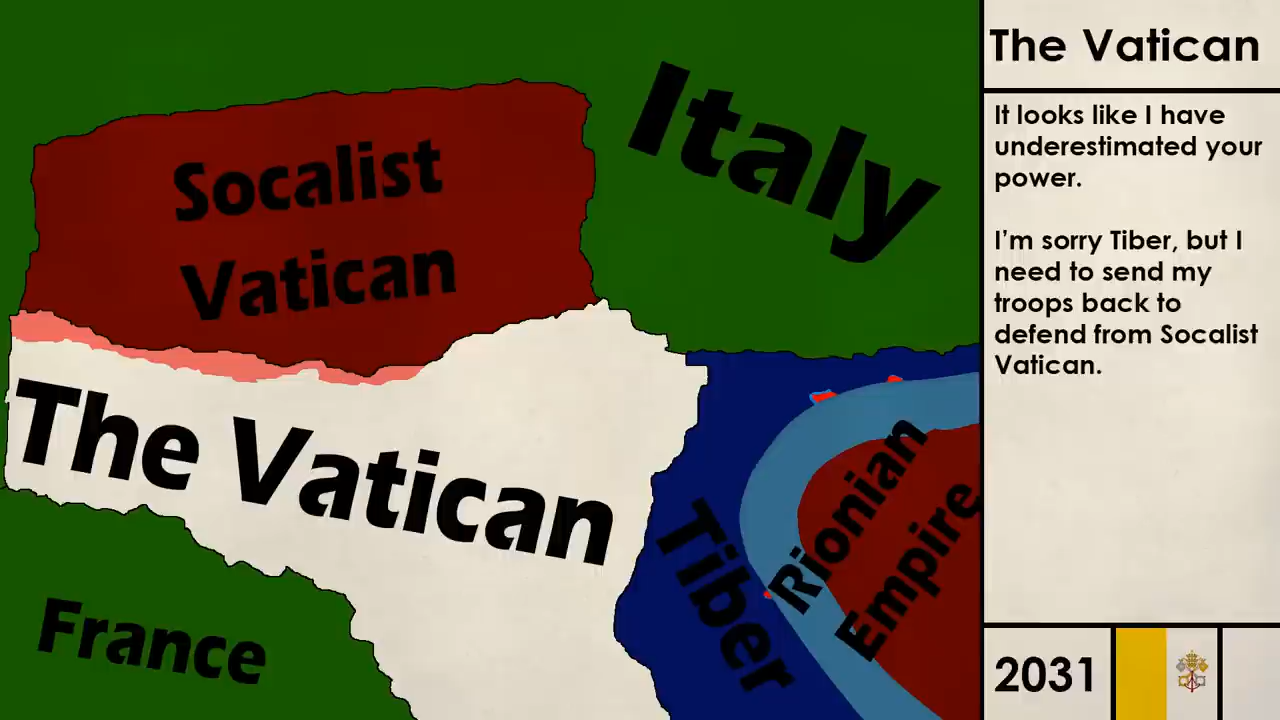 Socalist
Vatican
Italy
The Vatican
France
Tiber
Rionian
Empire
The Vatican
It looks like I have
underestimated your
power.
I'm sorry Tiber, but I
need to send my
troops back to
defend from Socalist
Vatican.
2031